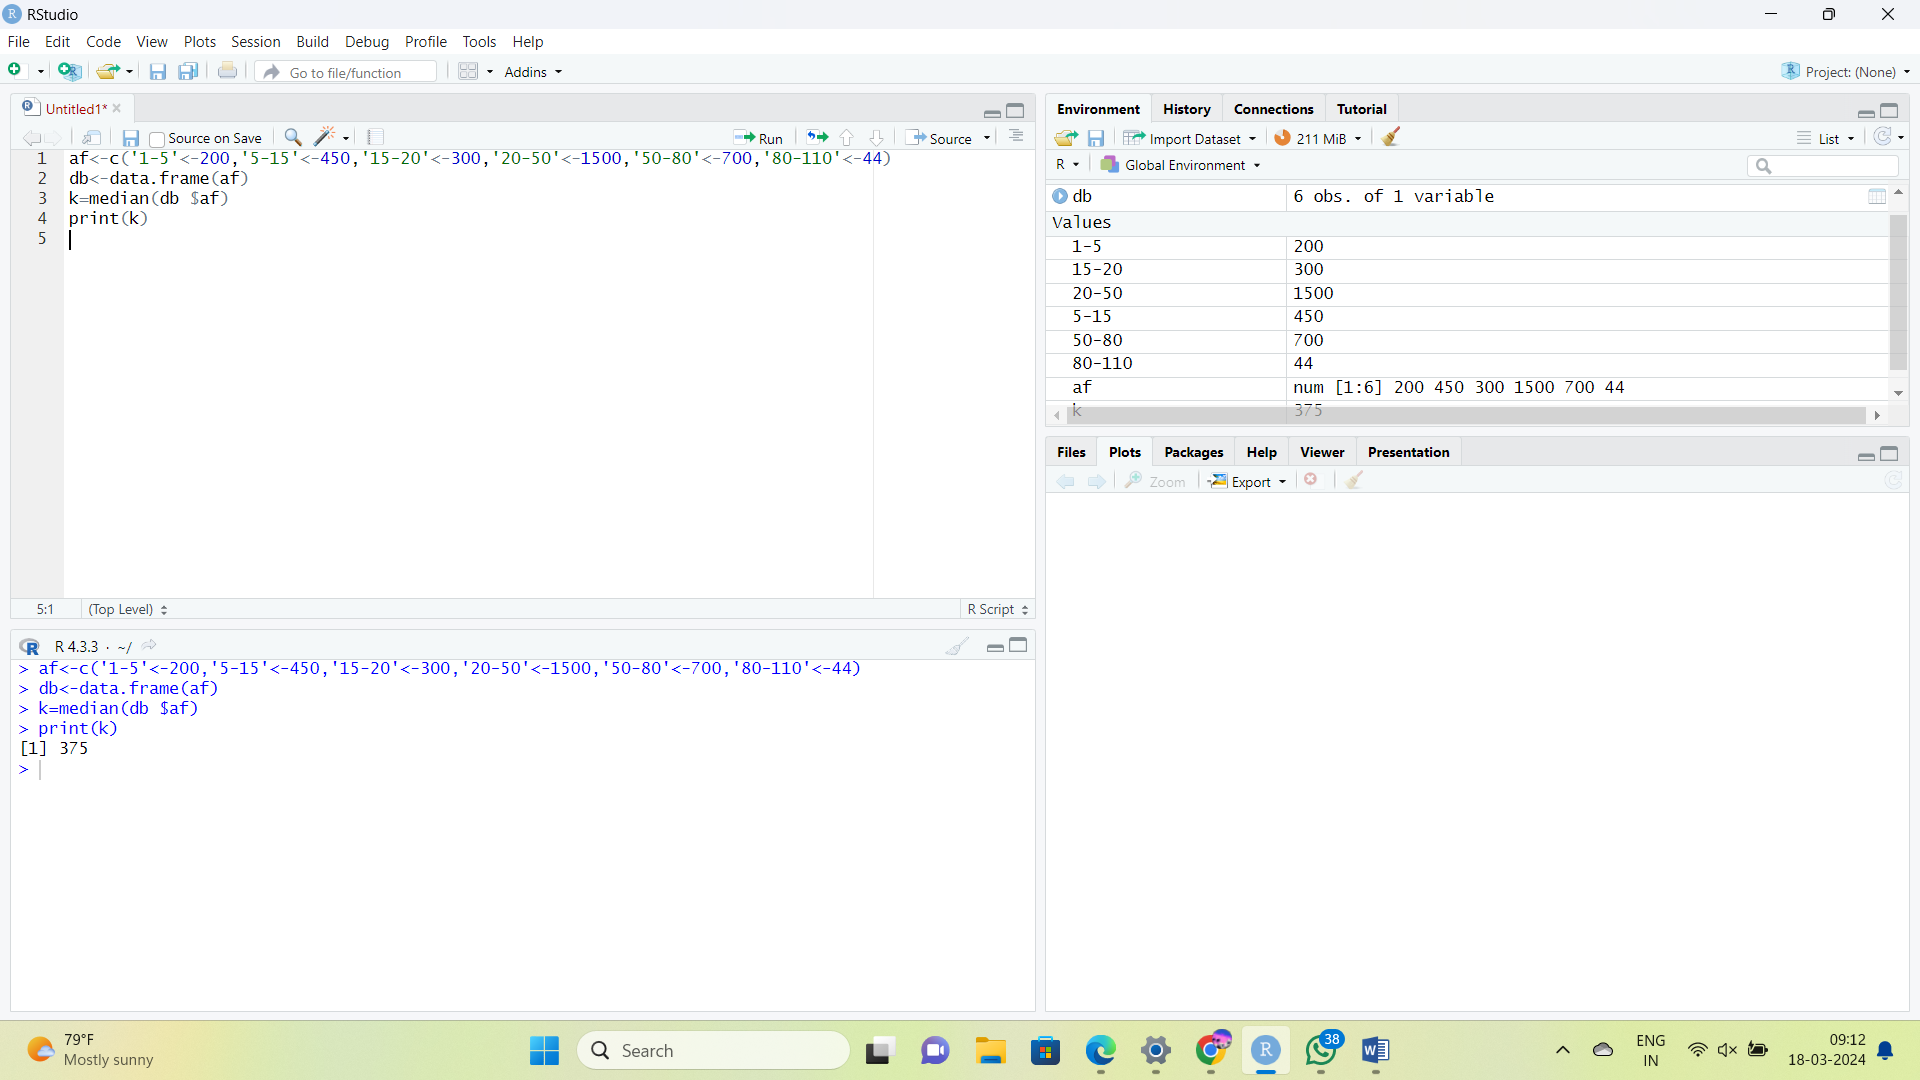 RStudio
File Edit Code View Plots Session Build Debug Profile Tools Help
Go to file/function Addins Project: (None)
Untitled1*
Source on Save Run Source
1 af<-c('1-5'<-200,'5-15'<-450,'15-20'<-300,'20-50'<-1500,'50-80'<-700,'80-110'<-44)
2 db<-data.frame(af)
3 k=median(db $af)
4 print(k)
5
5:1 (Top Level) R Script
R 4.3.3 · ~/
> af<-c('1-5'<-200,'5-15'<-450,'15-20'<-300,'20-50'<-1500,'50-80'<-700,'80-110'<-44)
> db<-data.frame(af)
> k=median(db $af)
> print(k)
[1] 375
>
Environment History Connections Tutorial
Import Dataset 211 MiB List
R Global Environment
db 6 obs. of 1 variable
Values
1-5 200
15-20 300
20-50 1500
5-15 450
50-80 700
80-110 44
af num [1:6] 200 450 300 1500 700 44
k 375
Files Plots Packages Help Viewer Presentation
Zoom Export
79°F
Mostly sunny
Search
38
ENG
IN
09:12
18-03-2024